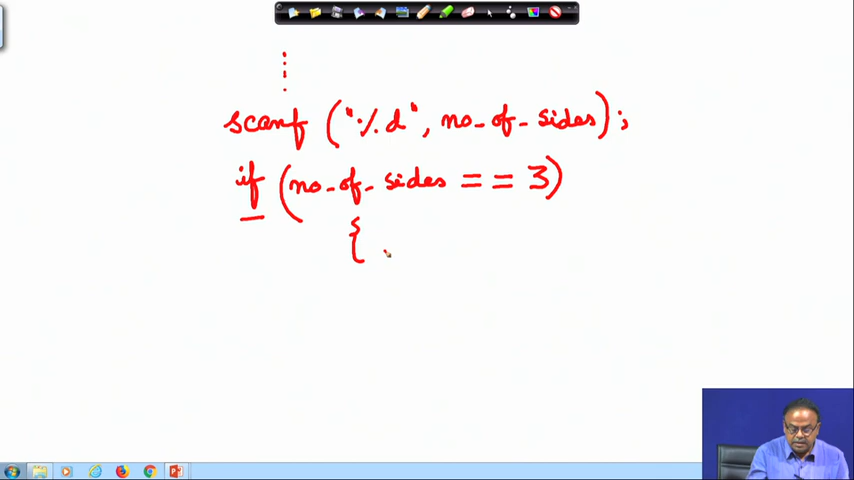 scanf ("%d", no_of_sides);
if (no_of_sides == 3)
{